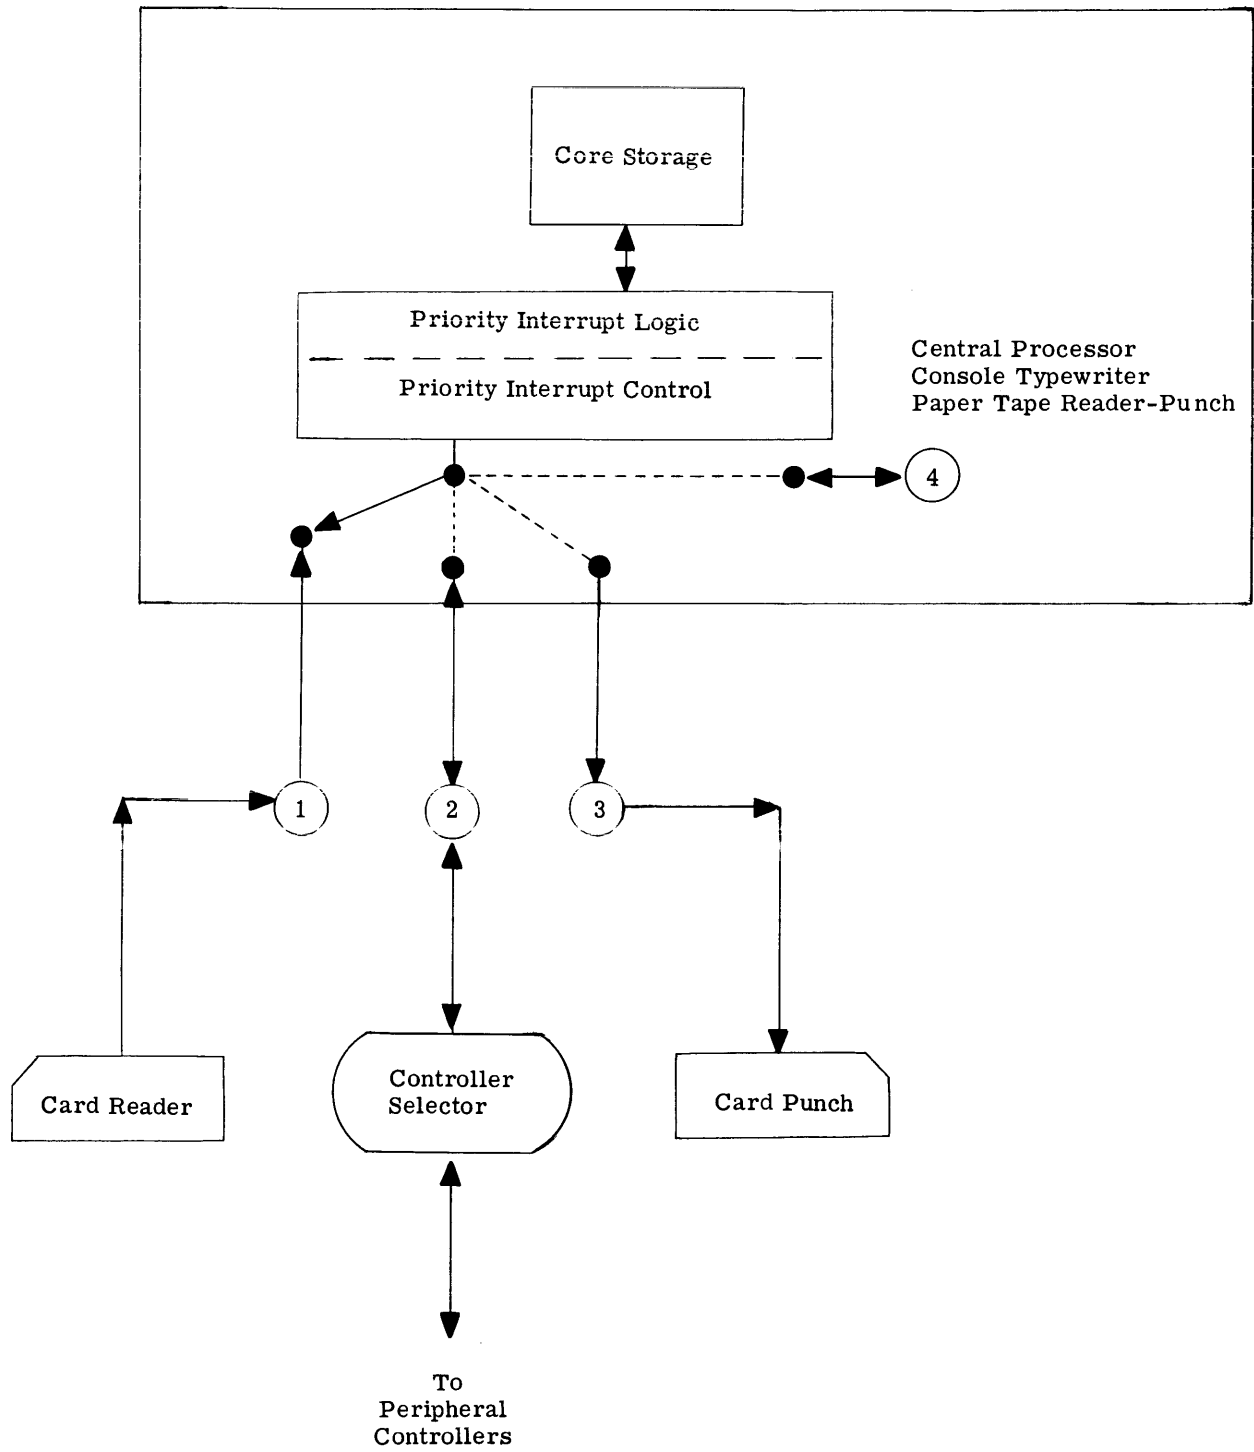 Core Storage
Priority Interrupt Logic
Priority Interrupt Control
Central Processor
Console Typewriter
Paper Tape Reader-Punch
4
1
2
3
Card Reader
Controller
Selector
Card Punch
To
Peripheral
Controllers